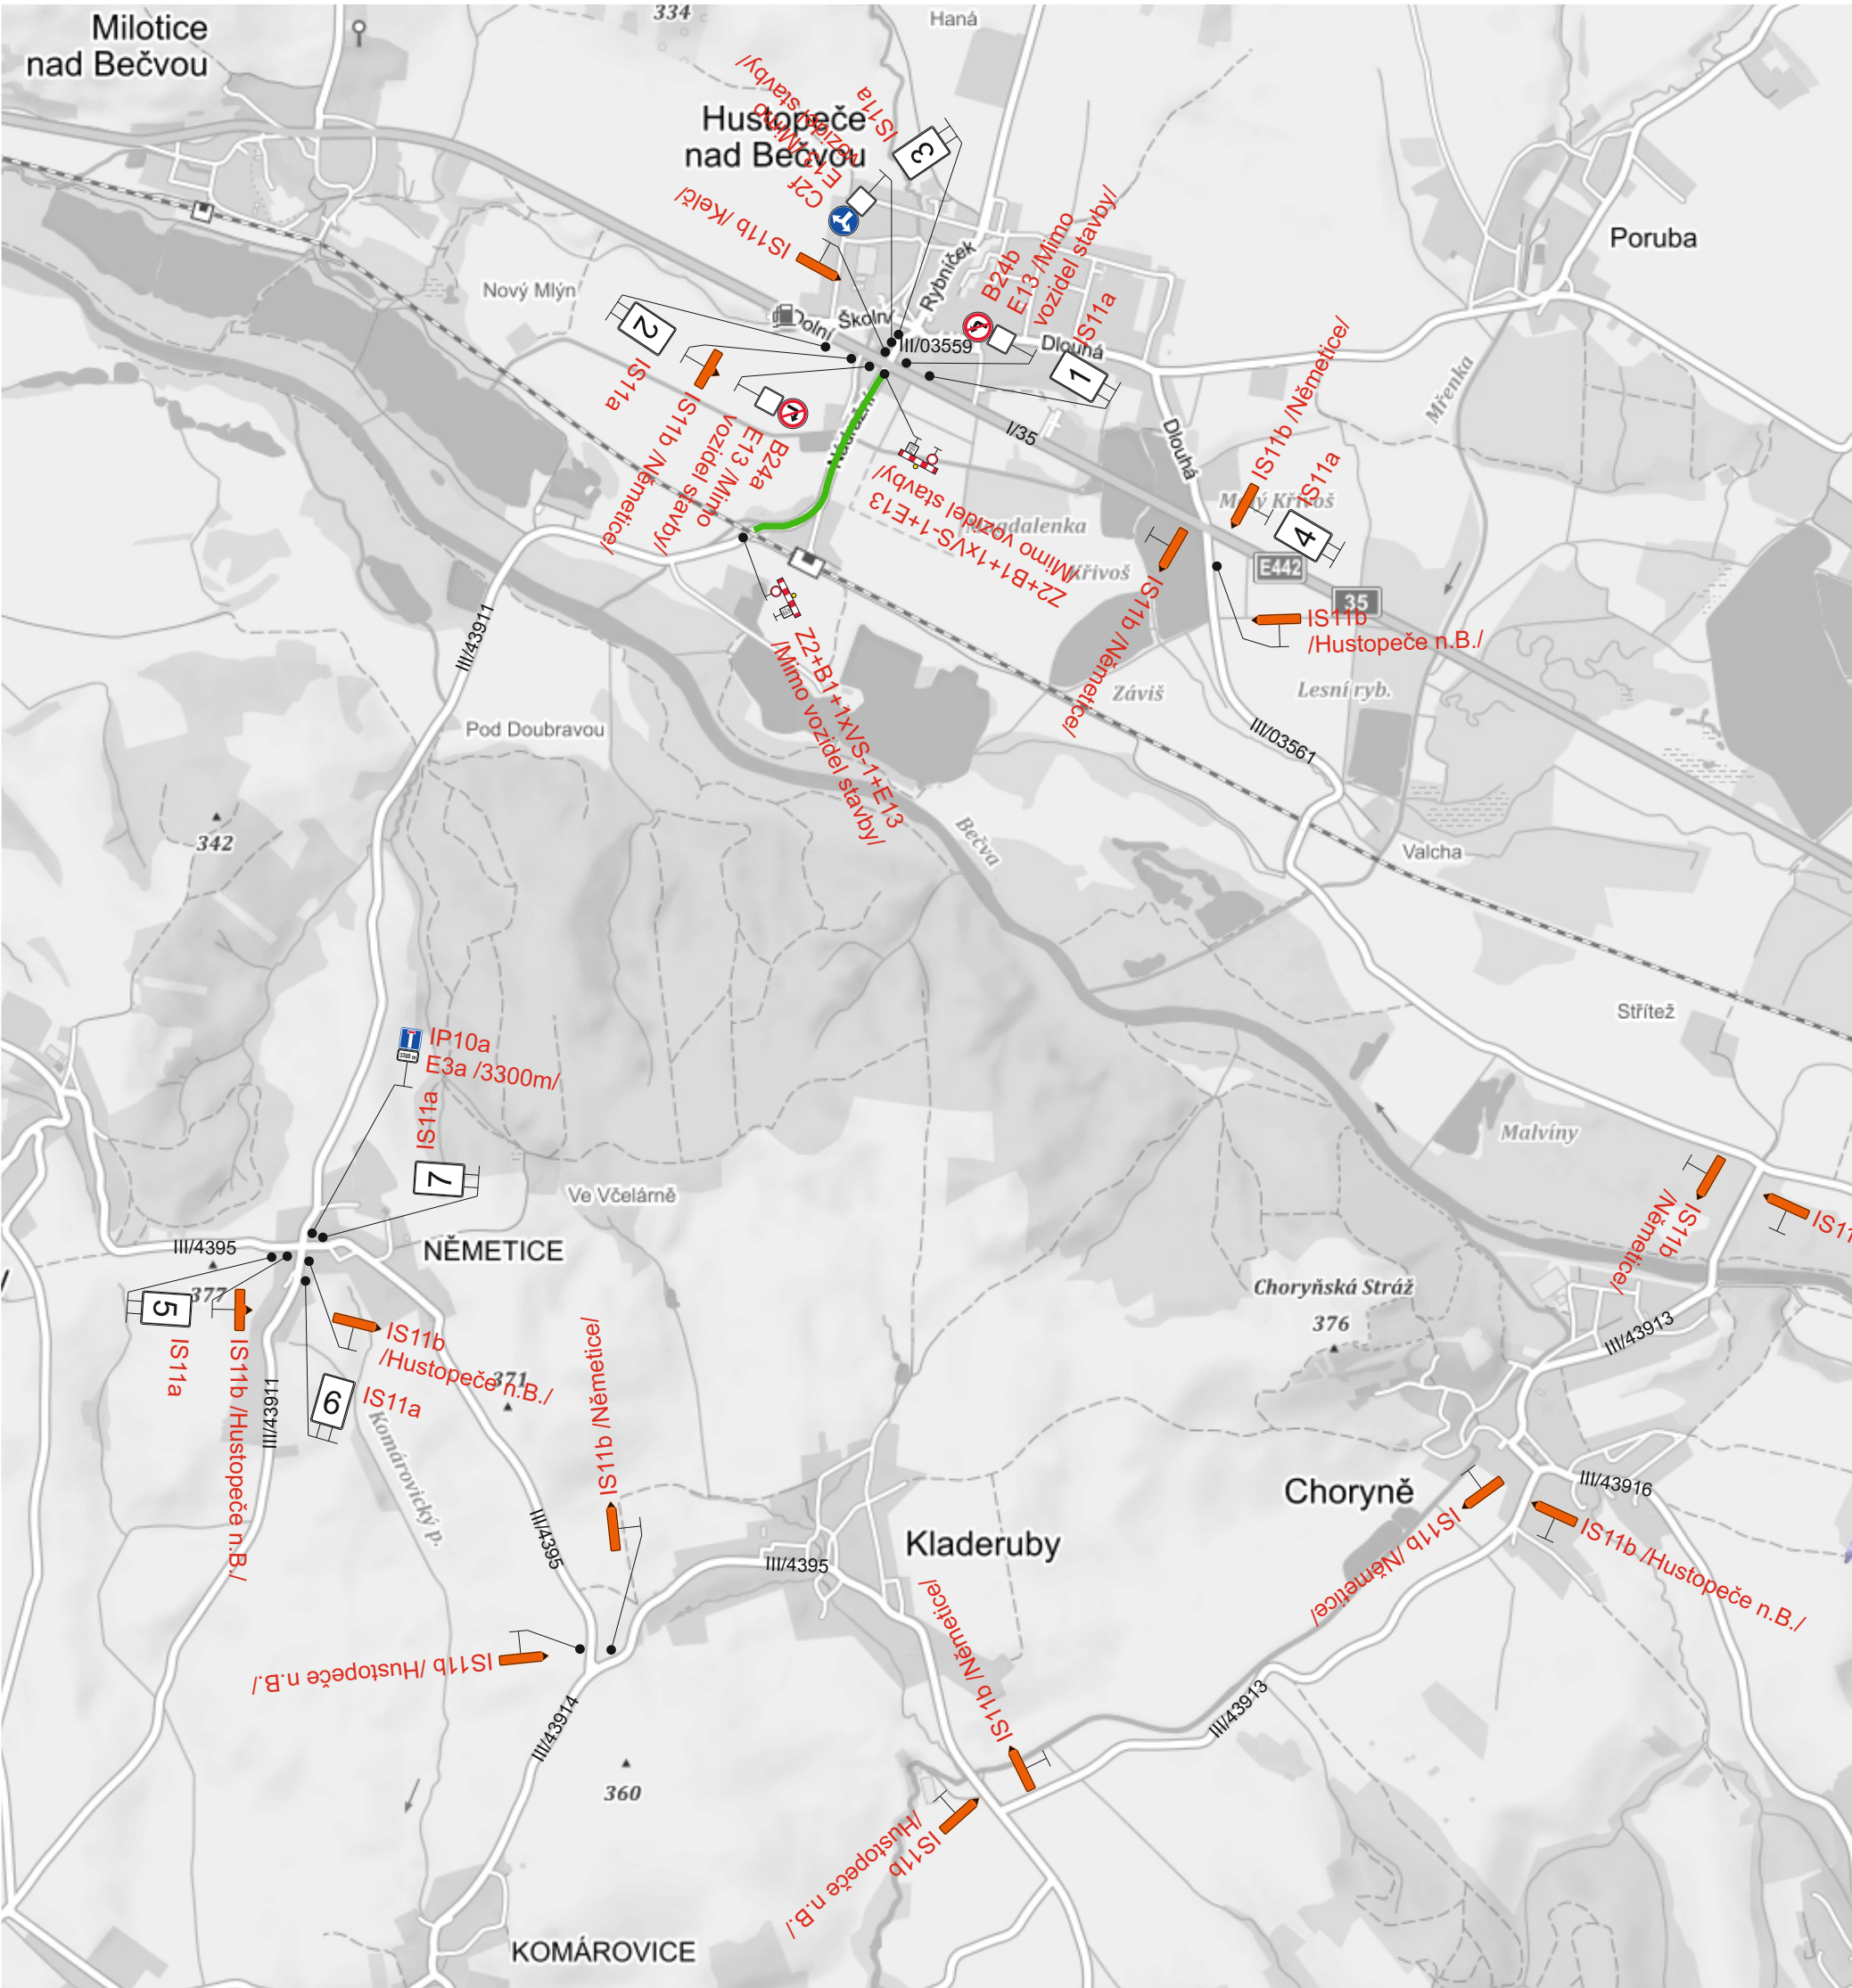 334
Haná
Milotice
nad Bečvou
Hustopeče
nad Bečvou
C2f
E13 /Mimo
vozidel stavby/
IS11a
3
IS11b /Kelč/
Poruba
Nový Mlýn
Rybníček
Školní
Dolní
III/03559
B24b
E13 /Mimo
vozidel stavby/
IS11a
1
Dlouhá
2
IS11a
IS11b /Němetice/
B24a
E13 /Mimo
vozidel stavby/
I/35
Dlouhá
IS11b /Němetice/
Mřenka
IS11a
4
Z2+B1+1xVS-1+E13
/Mimo vozidel stavby/
Křivoš
E442
35
IS11b /Němetice/
IS11b
/Hustopeče n.B./
Z2+B1+1xVS-1+E13
/Mimo vozidel stavby/
III/43911
Pod Doubravou
Záviš
Lesní ryb.
III/03561
342
Bečva
Valcha
Střítež
IP10a
3300 m
E3a /3300m/
IS11a
7
Malvíny
Ve Včelárně
IS11b
/Němetice/
IS11
III/4395
NĚMETICE
377
5
IS11a
IS11b /Hustopeče n.B./
IS11b
/Hustopeče n.B./
6
IS11a
III/43911
371
Komárovický p.
Choryňská Stráž
376
III/43913
IS11b /Němetice/
III/4395
III/4395
Kladeruby
Choryně
III/43916
IS11b /Němetice/
IS11b /Hustopeče n.B./
IS11b /Hustopeče n.B./
IS11b /Němetice/
III/43914
III/43913
360
IS11b
/Hustopeče n.B./
KOMÁROVICE